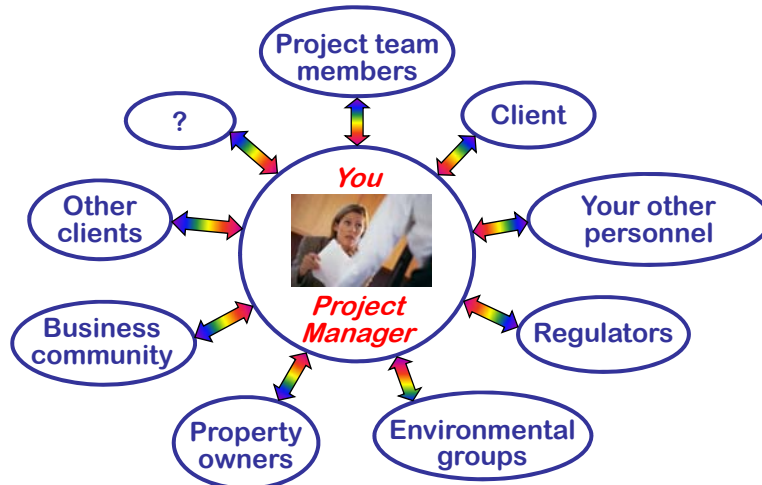 Project team
members
?
Client
You
Other
clients
Your other
personnel
Project
Manager
Business
community
Regulators
Property
owners
Environmental
groups